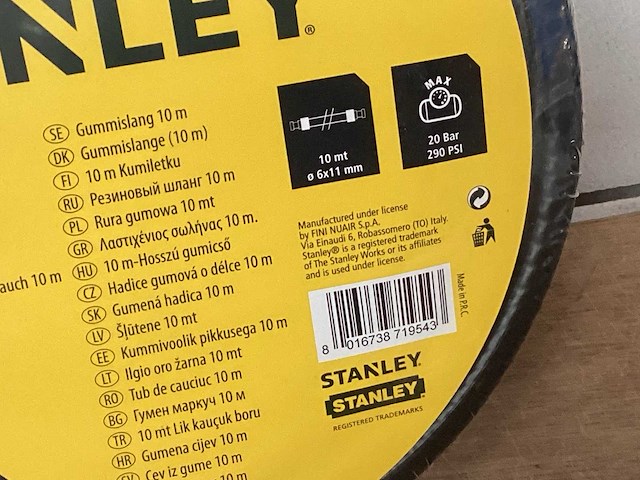 NLEY®
SE Gummislang 10 m
DK Gummislange (10 m)
FI 10 m Kumiletku
RU Резиновый шланг 10 m
PL Rura gumowa 10 mt
GR Λαστιχένιος σωλήνας 10 m.
auch 10 m
HU 10 m-Hosszú gumicső
CZ Hadice gumová o délce 10 m
SK Gumená hadica 10 m
LV Šļūtene 10 mt
EE Kummivoolik pikkusega 10 m
LT Ilgio oro žarna 10 mt
RO Tub de cauciuc 10 m
BG Гумен маркуч 10 м
TR 10 mt Lik kauçuk boru
HR Gumena cijev 10 m
SV Cev iz gume 10 m
10 m
10 mt
ø 6x11 mm
MAX
20 Bar
290 PSI
Manufactured under license
by FINI NUAIR S.p.A.
Via Einaudi 6, Robassomero (TO) Italy.
Stanley® is a registered trademark
of The Stanley Works or its affiliates
and is used under license.
Made in P.R.C.
8 016738 719543
STANLEY®
STANLEY
REGISTERED TRADEMARKS